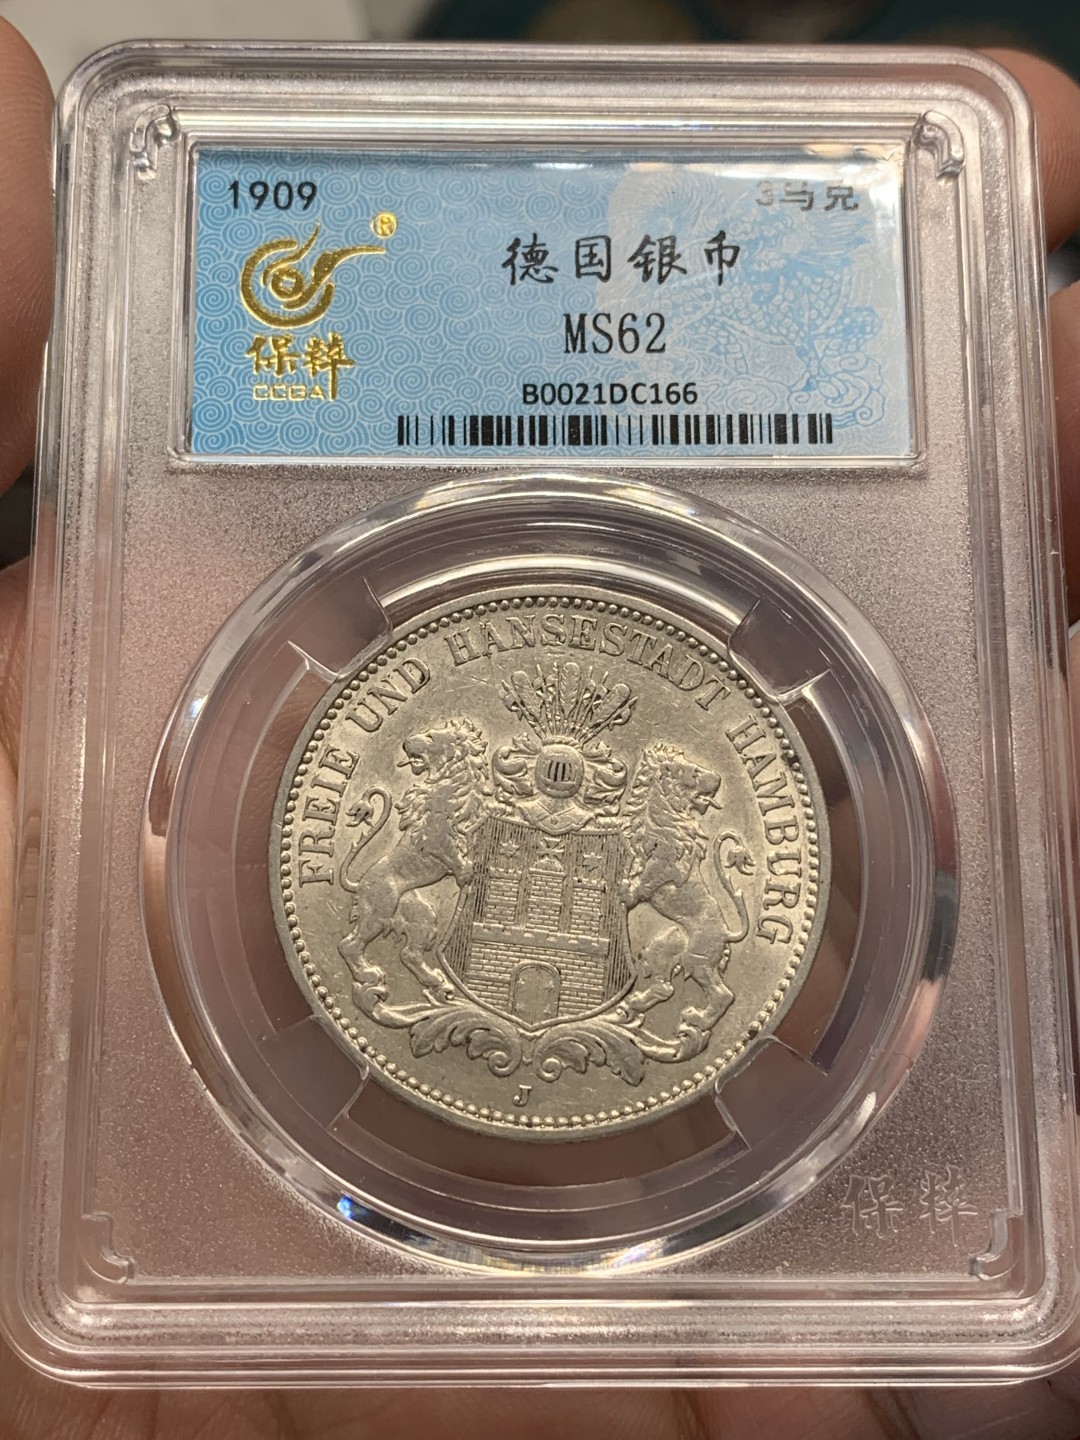 1909 3马克
®
德国银币
MS62
保粹
CCGA
B0021DC166
FREIE UND HANSESTADT HAMBURG
J
保粹